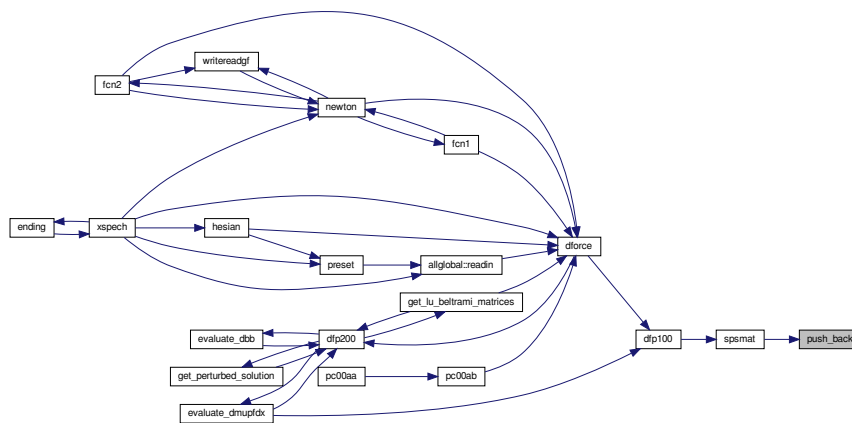 writereadgf
fcn2
newton
fcn1
ending
xspech
hesian
dforce
preset
allglobal::readin
get_lu_beltrami_matrices
evaluate_dbb
dfp200
dfp100
spsmat
push_back
get_perturbed_solution
pc00aa
pc00ab
evaluate_dmupfdx